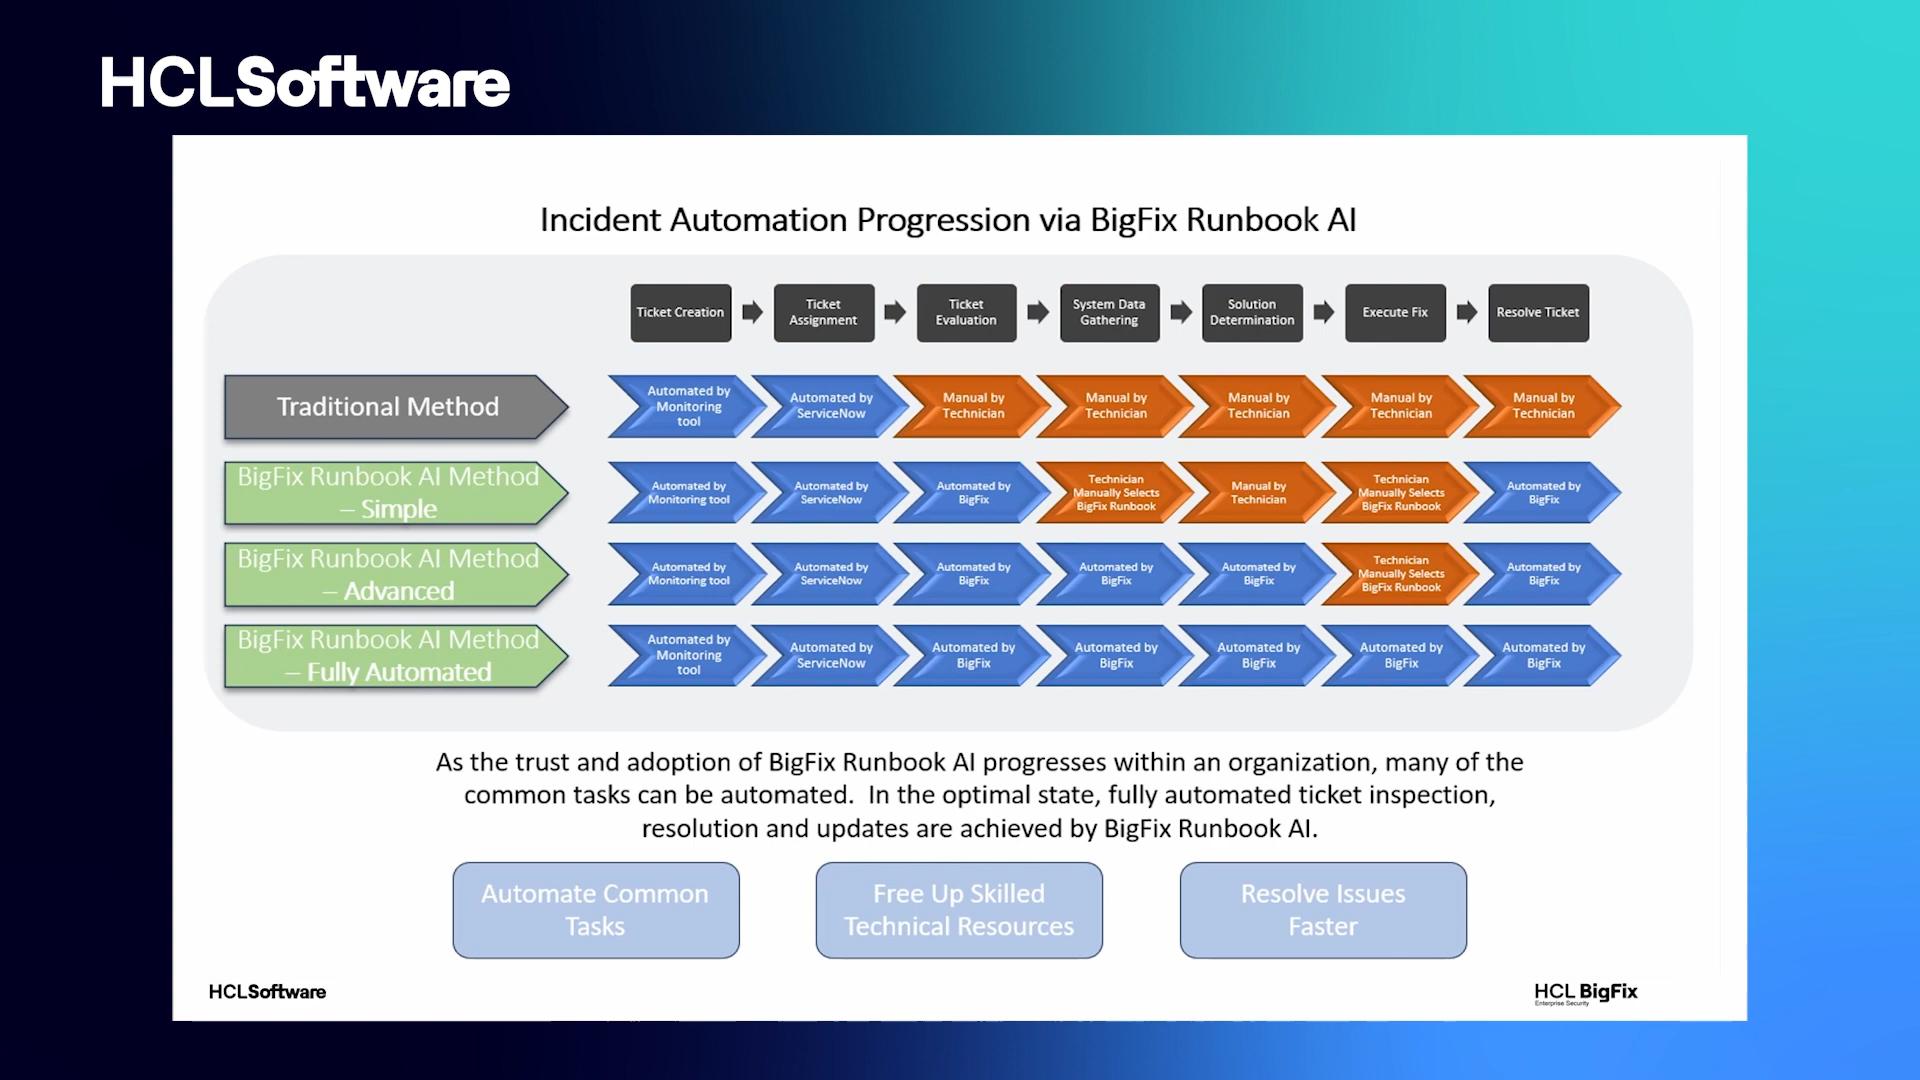 HCLSoftware
Incident Automation Progression via BigFix Runbook AI
Ticket Creation
Ticket
Assignment
Ticket
Evaluation
System Data
Gathering
Solution
Determination
Execute Fix
Resolve Ticket
Traditional Method
Automated by
Monitoring
tool
Automated by
ServiceNow
Manual by
Technician
Manual by
Technician
Manual by
Technician
Manual by
Technician
Manual by
Technician
BigFix Runbook AI Method
– Simple
Automated by
Monitoring tool
Automated by
ServiceNow
Automated by
BigFix
Technician
Manually Selects
BigFix Runbook
Manual by
Technician
Technician
Manually Selects
BigFix Runbook
Automated by
BigFix
BigFix Runbook AI Method
– Advanced
Automated by
Monitoring tool
Automated by
ServiceNow
Automated by
BigFix
Automated by
BigFix
Automated by
BigFix
Technician
Manually Selects
BigFix Runbook
Automated by
BigFix
BigFix Runbook AI Method
– Fully Automated
Automated by
Monitoring
tool
Automated by
ServiceNow
Automated by
BigFix
Automated by
BigFix
Automated by
BigFix
Automated by
BigFix
Automated by
BigFix
As the trust and adoption of BigFix Runbook AI progresses within an organization, many of the
common tasks can be automated.  In the optimal state, fully automated ticket inspection,
resolution and updates are achieved by BigFix Runbook AI.
Automate Common
Tasks
Free Up Skilled
Technical Resources
Resolve Issues
Faster
HCLSoftware
HCL BigFix
Enterprise Security